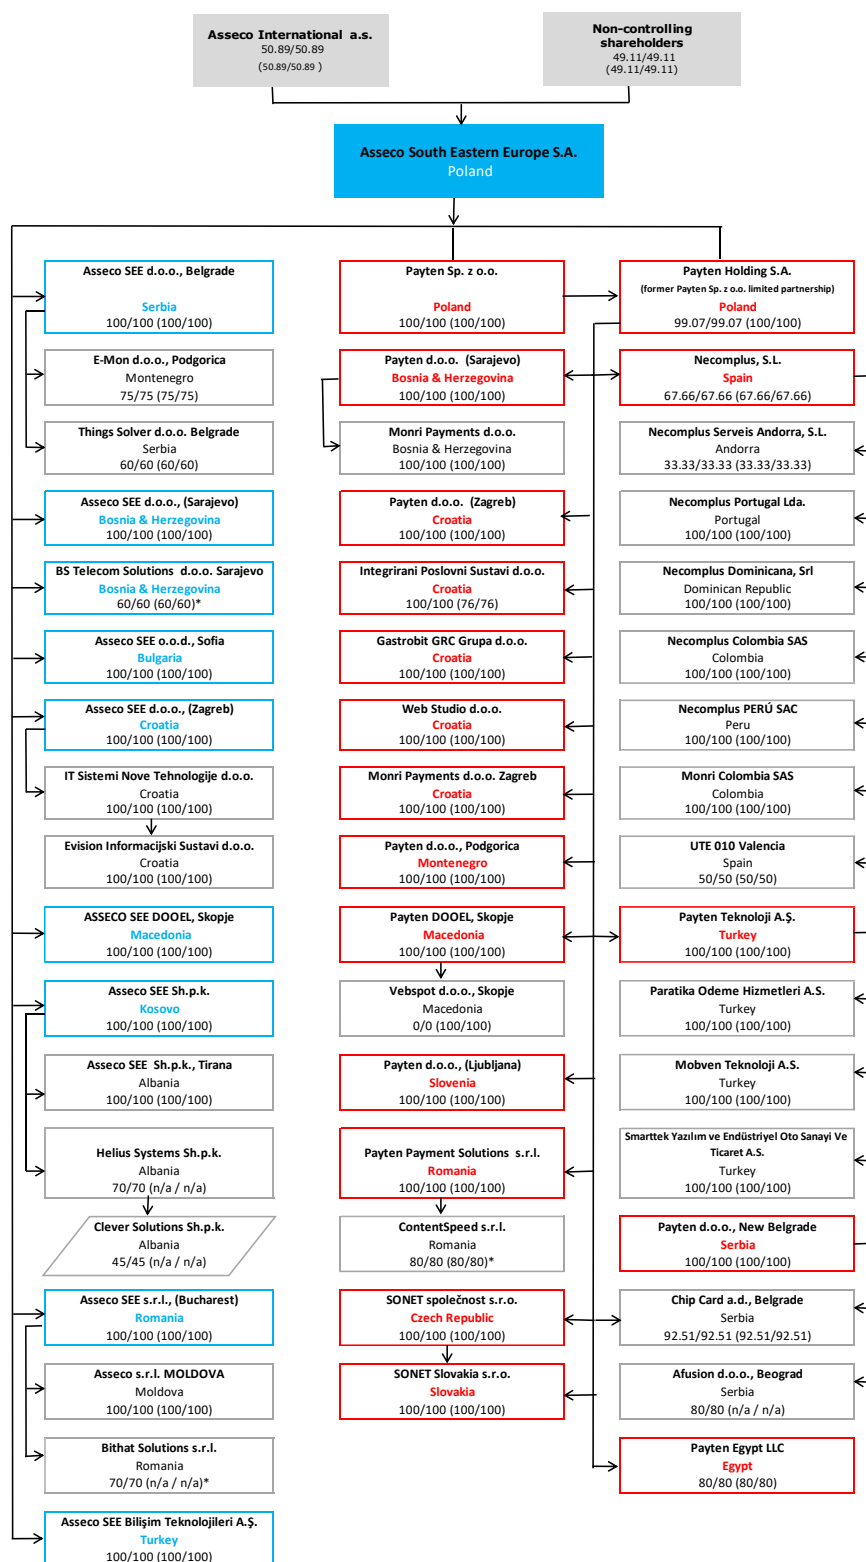 Asseco International a.s.
50.89/50.89
(50.89/50.89 )
Non-controlling
shareholders
49.11/49.11
(49.11/49.11)
Asseco South Eastern Europe S.A.
Poland
Asseco SEE d.o.o., Belgrade
Serbia
100/100 (100/100)
E-Mon d.o.o., Podgorica
Montenegro
75/75 (75/75)
Things Solver d.o.o. Belgrade
Serbia
60/60 (60/60)
Asseco SEE d.o.o., (Sarajevo)
Bosnia & Herzegovina
100/100 (100/100)
BS Telecom Solutions d.o.o. Sarajevo
Bosnia & Herzegovina
60/60 (60/60)*
Asseco SEE o.o.d., Sofia
Bulgaria
100/100 (100/100)
Asseco SEE d.o.o., (Zagreb)
Croatia
100/100 (100/100)
IT Sistemi Nove Tehnologije d.o.o.
Croatia
100/100 (100/100)
Evision Informacijski Sustavi d.o.o.
Croatia
100/100 (100/100)
ASSECO SEE DOOEL, Skopje
Macedonia
100/100 (100/100)
Asseco SEE Sh.p.k.
Kosovo
100/100 (100/100)
Asseco SEE Sh.p.k., Tirana
Albania
100/100 (100/100)
Helius Systems Sh.p.k.
Albania
70/70 (n/a / n/a)
Clever Solutions Sh.p.k.
Albania
45/45 (n/a / n/a)
Asseco SEE s.r.l., (Bucharest)
Romania
100/100 (100/100)
Asseco s.r.l. MOLDOVA
Moldova
100/100 (100/100)
Bithat Solutions s.r.l.
Romania
70/70 (n/a / n/a)*
Asseco SEE Bilişim Teknolojileri A.Ş.
Turkey
100/100 (100/100)
Payten Sp. z o.o.
Poland
100/100 (100/100)
Payten d.o.o. (Sarajevo)
Bosnia & Herzegovina
100/100 (100/100)
Monri Payments d.o.o.
Bosnia & Herzegovina
100/100 (100/100)
Payten d.o.o. (Zagreb)
Croatia
100/100 (100/100)
Integrirani Poslovni Sustavi d.o.o.
Croatia
100/100 (76/76)
Gastrobit GRC Grupa d.o.o.
Croatia
100/100 (100/100)
Web Studio d.o.o.
Croatia
100/100 (100/100)
Monri Payments d.o.o. Zagreb
Croatia
100/100 (100/100)
Payten d.o.o., Podgorica
Montenegro
100/100 (100/100)
Payten DOOEL, Skopje
Macedonia
100/100 (100/100)
Vebspot d.o.o., Skopje
Macedonia
0/0 (100/100)
Payten d.o.o., (Ljubljana)
Slovenia
100/100 (100/100)
Payten Payment Solutions s.r.l.
Romania
100/100 (100/100)
ContentSpeed s.r.l.
Romania
80/80 (80/80)*
SONET společnost s.r.o.
Czech Republic
100/100 (100/100)
SONET Slovakia s.r.o.
Slovakia
100/100 (100/100)
Payten Holding S.A.
(former Payten Sp. z o.o. limited partnership)
Poland
99.07/99.07 (100/100)
Necomplus, S.L.
Spain
67.66/67.66 (67.66/67.66)
Necomplus Serveis Andorra, S.L.
Andorra
33.33/33.33 (33.33/33.33)
Necomplus Portugal Lda.
Portugal
100/100 (100/100)
Necomplus Dominicana, Srl
Dominican Republic
100/100 (100/100)
Necomplus Colombia SAS
Colombia
100/100 (100/100)
Necomplus PERÚ SAC
Peru
100/100 (100/100)
Monri Colombia SAS
Colombia
100/100 (100/100)
UTE 010 Valencia
Spain
50/50 (50/50)
Payten Teknoloji A.Ş.
Turkey
100/100 (100/100)
Paratika Odeme Hizmetleri A.S.
Turkey
100/100 (100/100)
Mobven Teknoloji A.S.
Turkey
100/100 (100/100)
Smarttek Yazılım ve Endüstriyel Oto Sanayi Ve
Ticaret A.S.
Turkey
100/100 (100/100)
Payten d.o.o., New Belgrade
Serbia
100/100 (100/100)
Chip Card a.d., Belgrade
Serbia
92.51/92.51 (92.51/92.51)
Afusion d.o.o., Beograd
Serbia
80/80 (n/a / n/a)
Payten Egypt LLC
Egypt
80/80 (80/80)